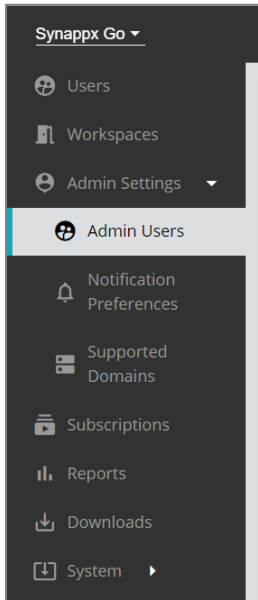 Synappx Go
Users
Workspaces
Admin Settings
Admin Users
Notification
Preferences
Supported
Domains
Subscriptions
Reports
Downloads
System